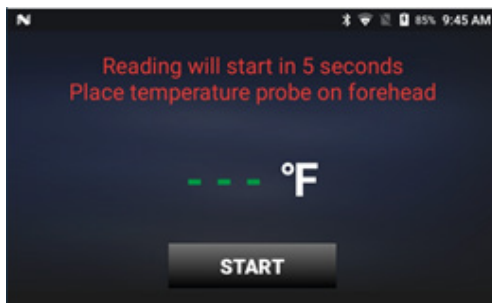 85% 9:45 AM
Reading will start in 5 seconds
Place temperature probe on forehead
- - - °F
START